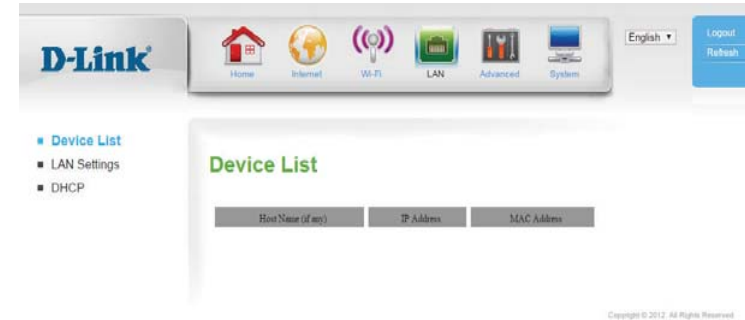 D-Link
Home Internet Wi-Fi LAN Advanced System
English
Logout
Refresh
Device List
LAN Settings
DHCP
Device List
Host Name (if any) IP Address MAC Address
Copyright © 2012. All Rights Reserved